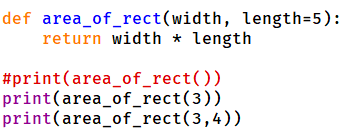 def area_of_rect(width, length=5):
    return width * length
#print(area_of_rect())
print(area_of_rect(3))
print(area_of_rect(3,4))